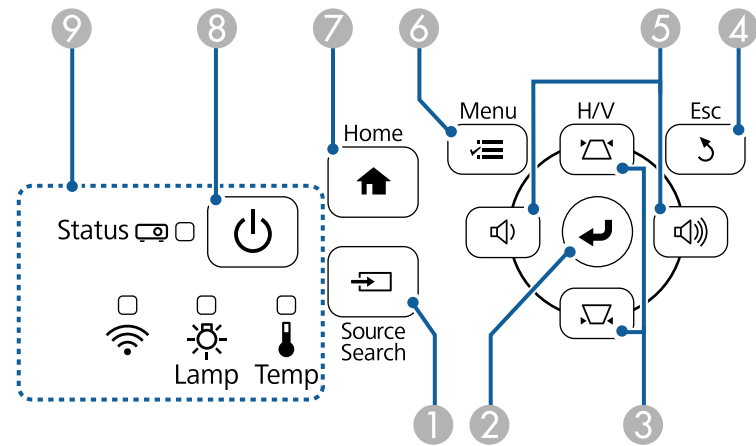 9 8 7 6 5 4
Menu H/V Esc
Home
Status
Source
Search
Lamp Temp
1 2 3